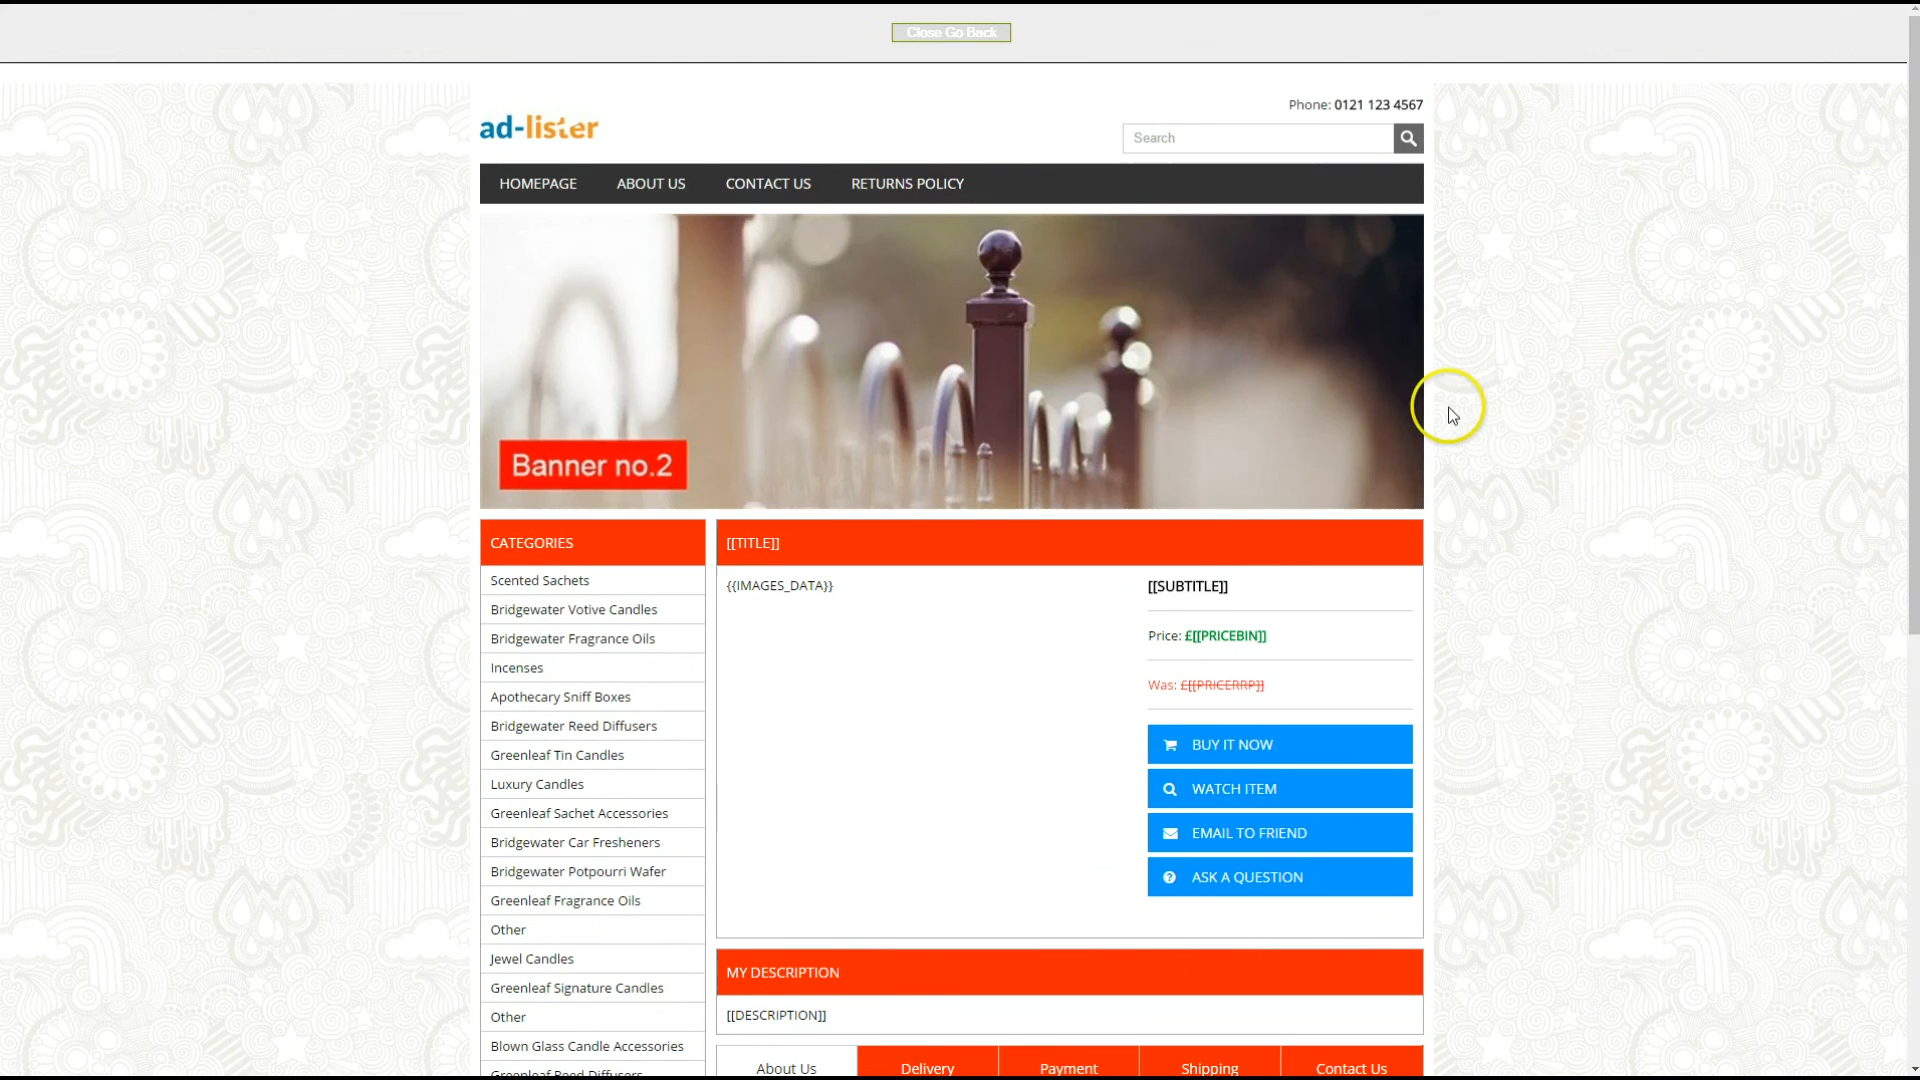 Close Go Back
Phone: 0121 123 4567
ad-lister
Search
HOMEPAGE ABOUT US CONTACT US RETURNS POLICY
Banner no.2
CATEGORIES
Scented Sachets
Bridgewater Votive Candles
Bridgewater Fragrance Oils
Incenses
Apothecary Sniff Boxes
Bridgewater Reed Diffusers
Greenleaf Tin Candles
Luxury Candles
Greenleaf Sachet Accessories
Bridgewater Car Fresheners
Bridgewater Potpourri Wafer
Greenleaf Fragrance Oils
Other
Jewel Candles
Greenleaf Signature Candles
Other
Blown Glass Candle Accessories
Greenleaf Reed Diffusers
[[TITLE]]
{{IMAGES_DATA}}
[[SUBTITLE]]
Price: £[[PRICEBIN]]
Was: £[[PRICERRP]]
BUY IT NOW
WATCH ITEM
EMAIL TO FRIEND
ASK A QUESTION
MY DESCRIPTION
[[DESCRIPTION]]
About Us Delivery Payment Shipping Contact Us